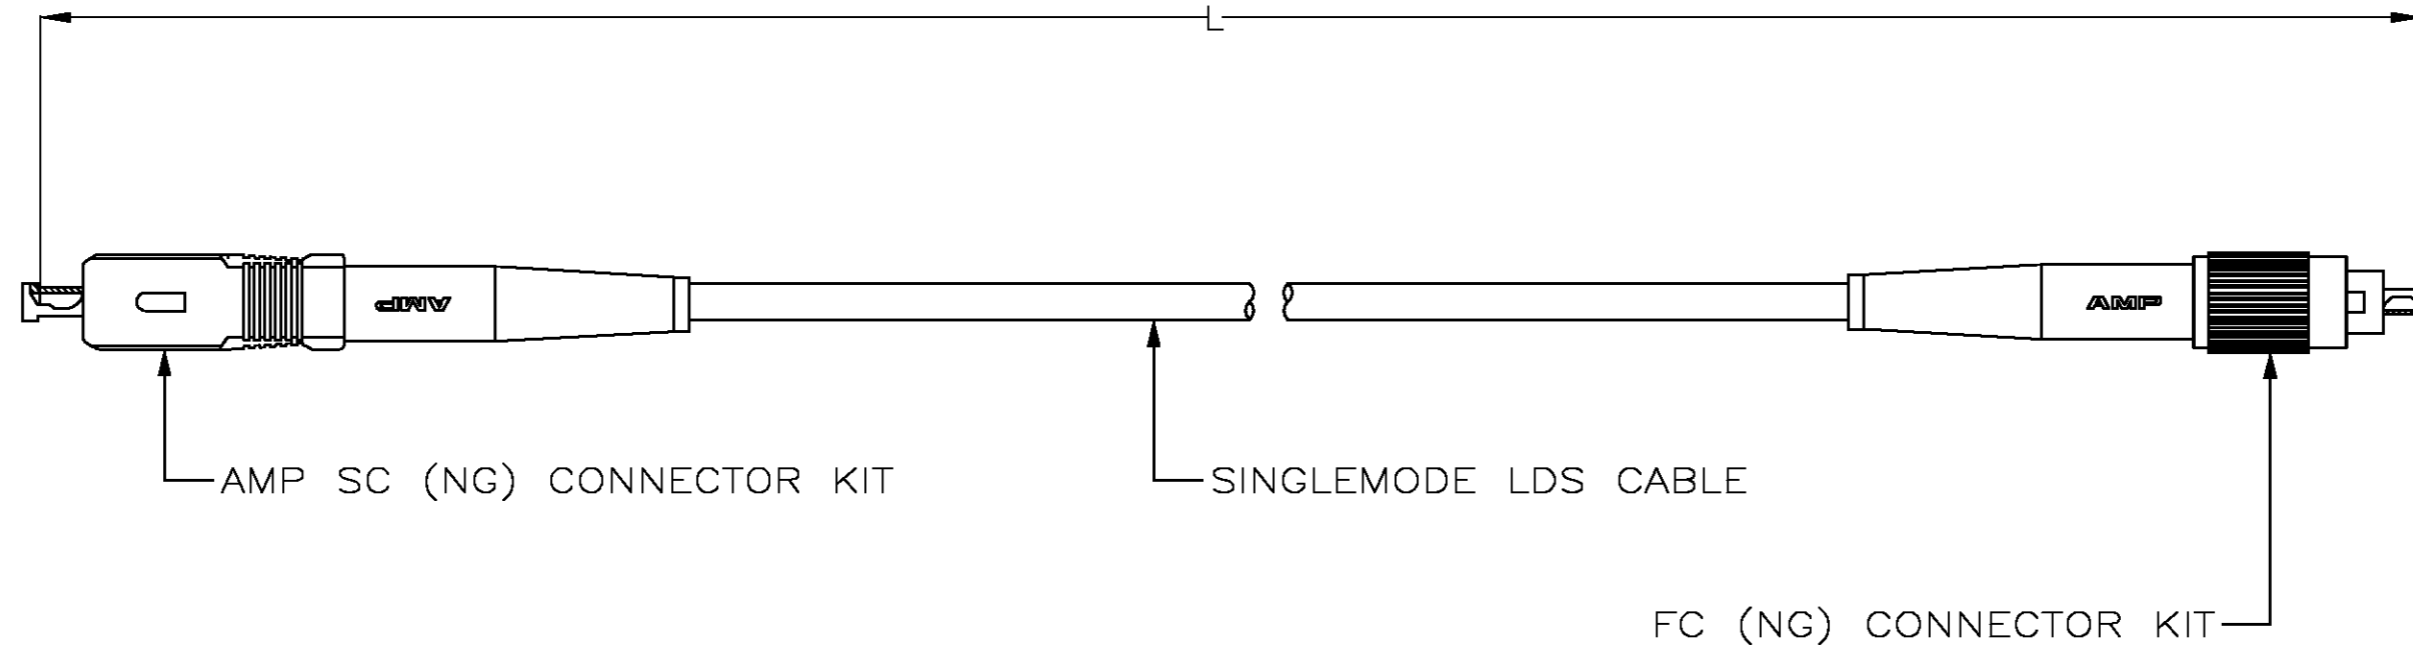 L
AMP
AMP
AMP SC (NG) CONNECTOR KIT
SINGLEMODE LDS CABLE
FC (NG) CONNECTOR KIT